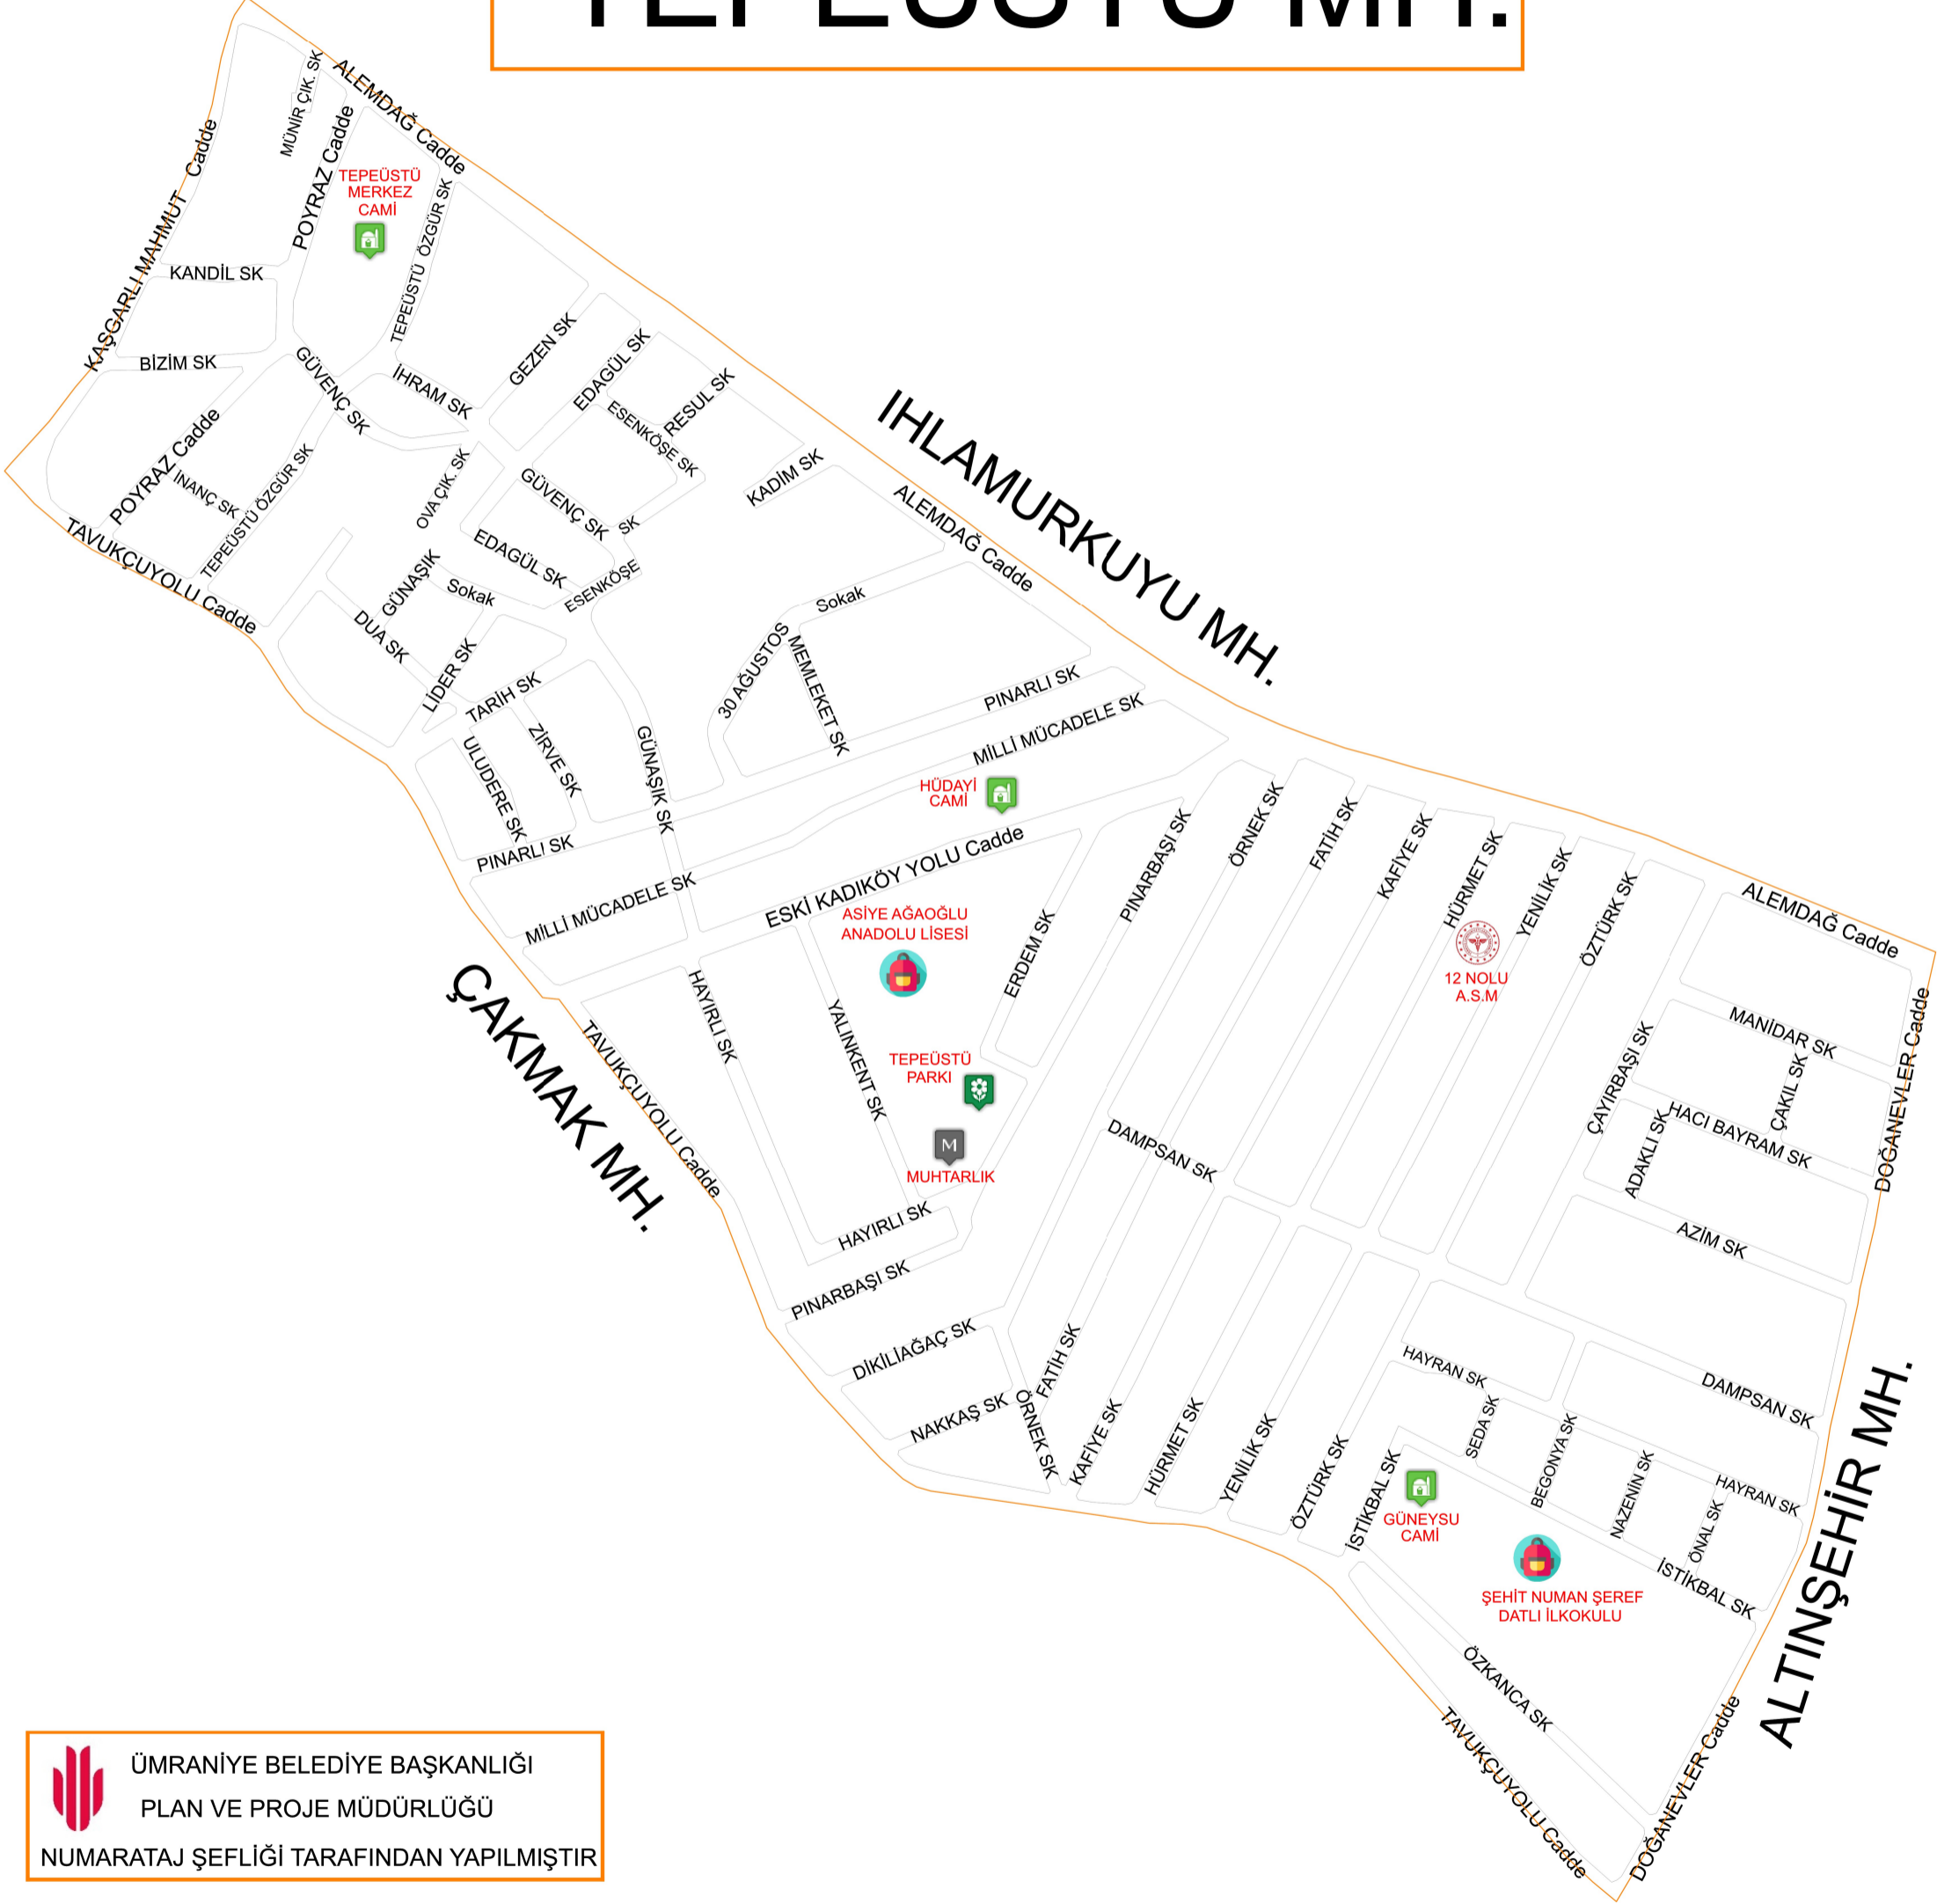 TEPEÜSTÜ MH.
ALEMDAĞ Cadde
MÜNİR ÇIK. SK
KAŞGARLI MAHMUT Cadde
POYRAZ Cadde
TEPEÜSTÜ
MERKEZ
CAMİ
TEPEÜSTÜ ÖZGÜR SK
KANDİL SK
BİZİM SK
GÜVENÇ SK
İHRAM SK
GEZEN SK
EDAGÜL SK
RESUL SK
ESENKÖŞE SK
KADİM SK
IHLAMURKUYU MH.
POYRAZ Cadde
İNANÇ SK
TEPEÜSTÜ ÖZGÜR SK
OVA ÇIK. SK
GÜVENÇ SK
ESENKÖŞE SK
ALEMDAĞ Cadde
TAVUKÇUYOLU Cadde
EDAGÜL SK
GÜNAŞIK Sokak
DUA SK
LİDER SK
TARİH SK
30 AĞUSTOS Sokak
MEMLEKET SK
PINARLI SK
MİLLİ MÜCADELE SK
ZİRVE SK
ULUDERE SK
GÜNAŞIK SK
HÜDAYİ
CAMİ
PINARLI SK
MİLLİ MÜCADELE SK
ESKİ KADIKÖY YOLU Cadde
PINARBAŞI SK
ÖRNEK SK
FATİH SK
KAFİYE SK
HÜRMET SK
YENİLİK SK
ÖZTÜRK SK
ALEMDAĞ Cadde
ASİYE AĞAOĞLU
ANADOLU LİSESİ
ERDEM SK
12 NOLU
A.S.M
ÇAKMAK MH.
TAVUKÇUYOLU Cadde
HAYIRLI SK
YALINKENT SK
TEPEÜSTÜ
PARKI
M
MUHTARLIK
DAMPSAN SK
ÇAYIRBAŞI SK
MANİDAR SK
ÇAKIL SK
HACI BAYRAM SK
ADAKLI SK
DOĞANEVLER Cadde
AZİM SK
HAYIRLI SK
PINARBAŞI SK
DİKİLİAĞAÇ SK
NAKKAŞ SK
ÖRNEK SK
FATİH SK
KAFİYE SK
HÜRMET SK
YENİLİK SK
ÖZTÜRK SK
İSTİKBAL SK
HAYRAN SK
SEDA SK
BEGONYA SK
NAZENİN SK
ÖNAL SK
HAYRAN SK
DAMPSAN SK
ALTINŞEHİR MH.
GÜNEYSU
CAMİ
İSTİKBAL SK
ŞEHİT NUMAN ŞEREF
DATLI İLKOKULU
ÖZKANCA SK
TAVUKÇUYOLU Cadde
DOĞANEVLER Cadde
ÜMRANİYE BELEDİYE BAŞKANLIĞI
PLAN VE PROJE MÜDÜRLÜĞÜ
NUMARATAJ ŞEFLİĞİ TARAFINDAN YAPILMIŞTIR